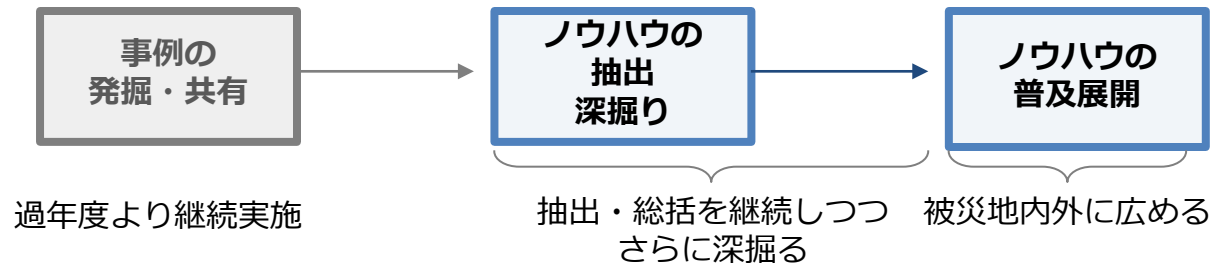 事例の
発掘・共有
ノウハウの
抽出
深掘り
ノウハウの
普及展開
過年度より継続実施
抽出・総括を継続しつつ
さらに深掘る
被災地内外に広める